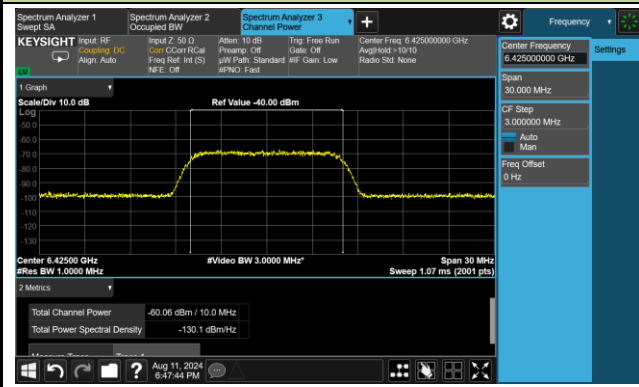 Spectrum Analyzer 1
Swept SA
Spectrum Analyzer 2
Occupied BW
Spectrum Analyzer 3
Channel Power
Frequency
KEYSIGHT
Input: RF
Coupling: DC
Align: Auto
Input Z: 50 Ω
Corr CCorr RCal
Freq Ref: Int (S)
NFE: Off
Atten: 10 dB
Preamp: Off
µW Path: Standard
#PNO: Fast
Trig: Free Run
Gate: Off
#IF Gain: Low
Center Freq: 6.425000000 GHz
Avg|Hold:>10/10
Radio Std: None
Center Frequency
6.425000000 GHz
Settings
Span
30.000 MHz
CF Step
3.000000 MHz
Auto
Man
Freq Offset
0 Hz
1 Graph
Scale/Div 10.0 dB
Ref Value -40.00 dBm
Log
-50.0
-60.0
-70.0
-80.0
-90.0
-100
-110
-120
-130
Center 6.42500 GHz
#Video BW 3.0000 MHz*
Span 30 MHz
#Res BW 1.0000 MHz
Sweep 1.07 ms (2001 pts)
2 Metrics
Total Channel Power
-60.06 dBm / 10.0 MHz
Total Power Spectral Density
-130.1 dBm/Hz
?
Aug 11, 2024
6:47:44 PM